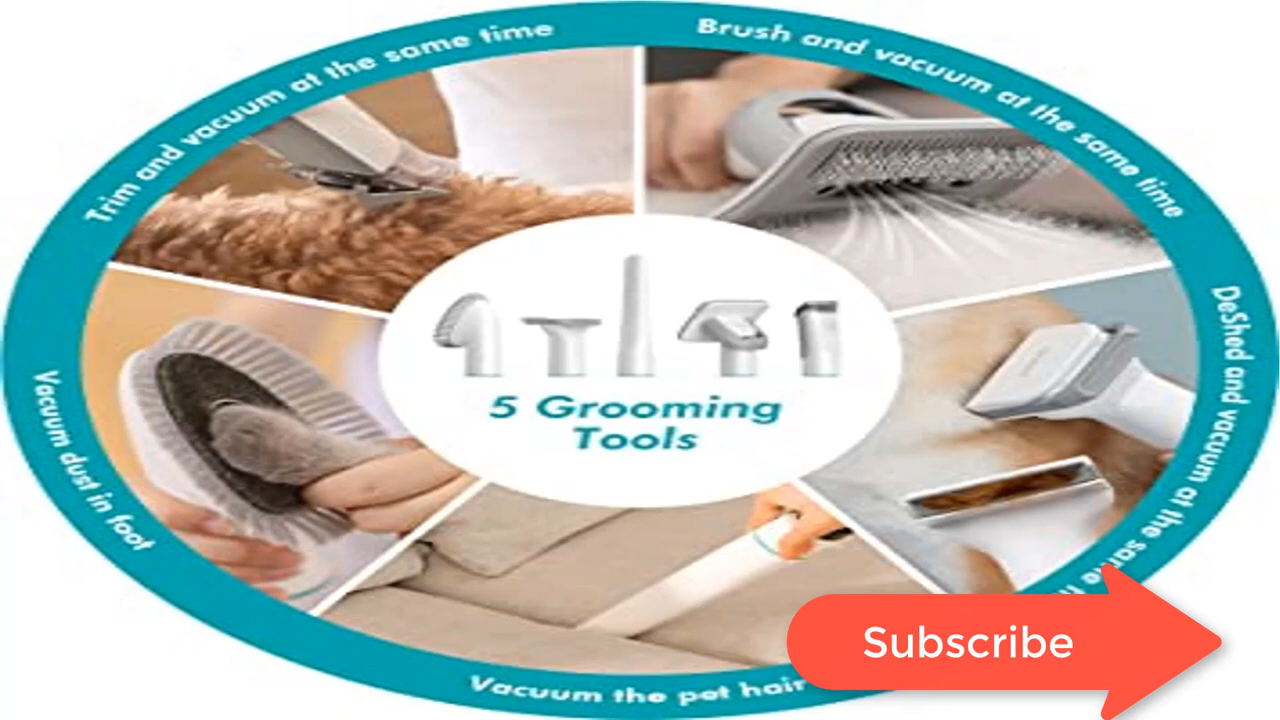 Trim and vacuum at the same time
Brush and vacuum at the same time
DeShed and vacuum at the same
5 Grooming
Tools
Vacuum dust in foot
Vacuum the pet hair
Subscribe